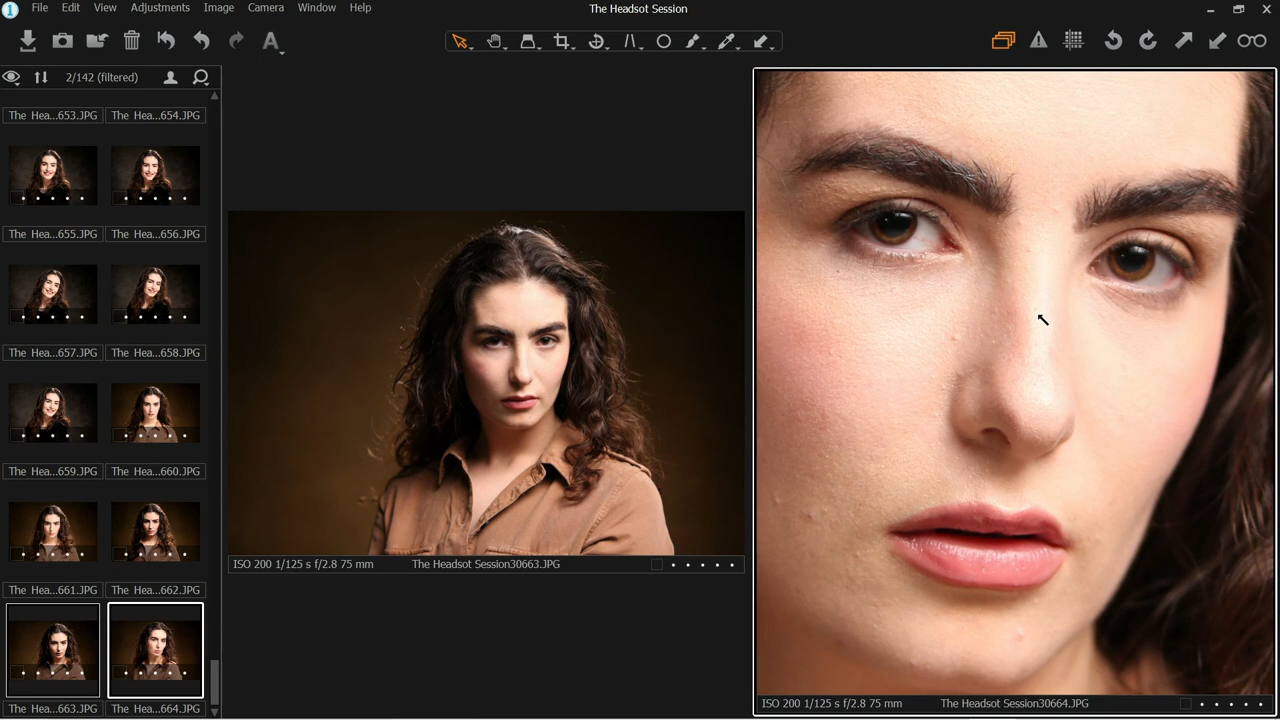 1 File Edit View Adjustments Image Camera Window Help The Headsot Session
A
2/142 (filtered)
The Hea...653.JPG The Hea...654.JPG
The Hea...655.JPG The Hea...656.JPG
The Hea...657.JPG The Hea...658.JPG
The Hea...659.JPG The Hea...660.JPG
The Hea...661.JPG The Hea...662.JPG
The Hea...663.JPG The Hea...664.JPG
ISO 200 1/125 s f/2.8 75 mm The Headsot Session30663.JPG
ISO 200 1/125 s f/2.8 75 mm The Headsot Session30664.JPG